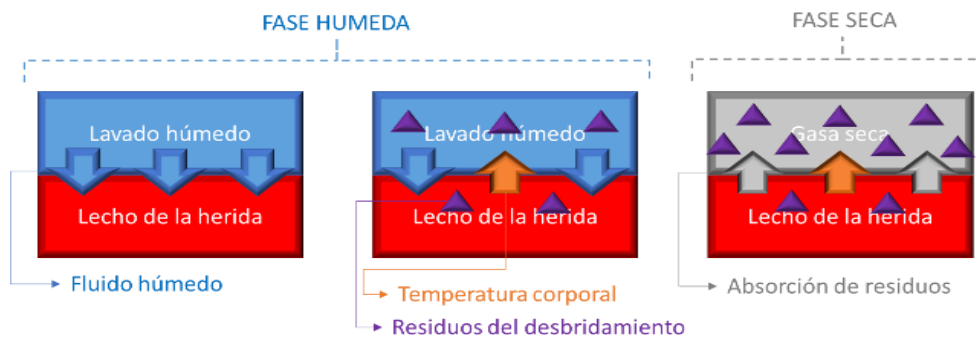 FASE HUMEDA
FASE SECA
Lavado húmedo
Lavado húmedo
Gasa seca
Lecho de la herida
Lecho de la herida
Lecho de la herida
Fluido húmedo
Temperatura corporal
Absorción de residuos
Residuos del desbridamiento